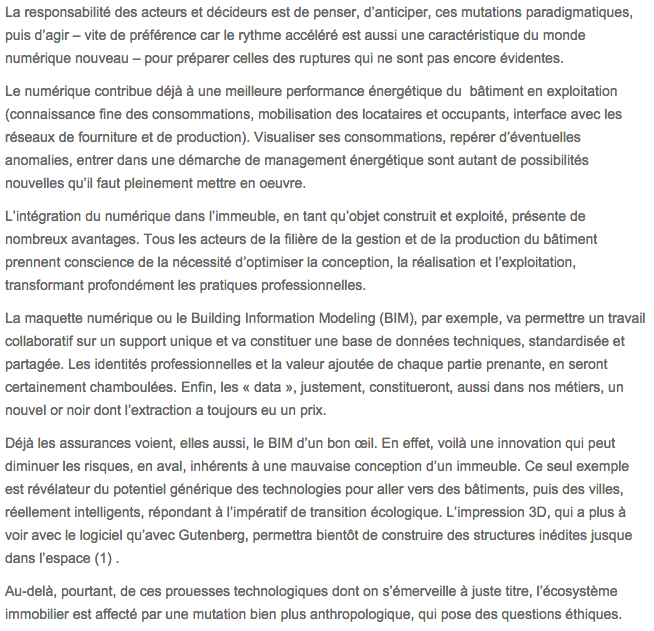 La responsabilité des acteurs et décideurs est de penser, d’anticiper, ces mutations paradigmatiques,
puis d’agir – vite de préférence car le rythme accéléré est aussi une caractéristique du monde
numérique nouveau – pour préparer celles des ruptures qui ne sont pas encore évidentes.
Le numérique contribue déjà à une meilleure performance énergétique du  bâtiment en exploitation
(connaissance fine des consommations, mobilisation des locataires et occupants, interface avec les
réseaux de fourniture et de production). Visualiser ses consommations, repérer d’éventuelles
anomalies, entrer dans une démarche de management énergétique sont autant de possibilités
nouvelles qu’il faut pleinement mettre en oeuvre.
L’intégration du numérique dans l’immeuble, en tant qu’objet construit et exploité, présente de
nombreux avantages. Tous les acteurs de la filière de la gestion et de la production du bâtiment
prennent conscience de la nécessité d’optimiser la conception, la réalisation et l’exploitation,
transformant profondément les pratiques professionnelles.
La maquette numérique ou le Building Information Modeling (BIM), par exemple, va permettre un travail
collaboratif sur un support unique et va constituer une base de données techniques, standardisée et
partagée. Les identités professionnelles et la valeur ajoutée de chaque partie prenante, en seront
certainement chamboulées. Enfin, les « data », justement, constitueront, aussi dans nos métiers, un
nouvel or noir dont l’extraction a toujours eu un prix.
Déjà les assurances voient, elles aussi, le BIM d’un bon œil. En effet, voilà une innovation qui peut
diminuer les risques, en aval, inhérents à une mauvaise conception d’un immeuble. Ce seul exemple
est révélateur du potentiel générique des technologies pour aller vers des bâtiments, puis des villes,
réellement intelligents, répondant à l’impératif de transition écologique. L’impression 3D, qui a plus à
voir avec le logiciel qu’avec Gutenberg, permettra bientôt de construire des structures inédites jusque
dans l’espace (1) .
Au-delà, pourtant, de ces prouesses technologiques dont on s’émerveille à juste titre, l’écosystème
immobilier est affecté par une mutation bien plus anthropologique, qui pose des questions éthiques.